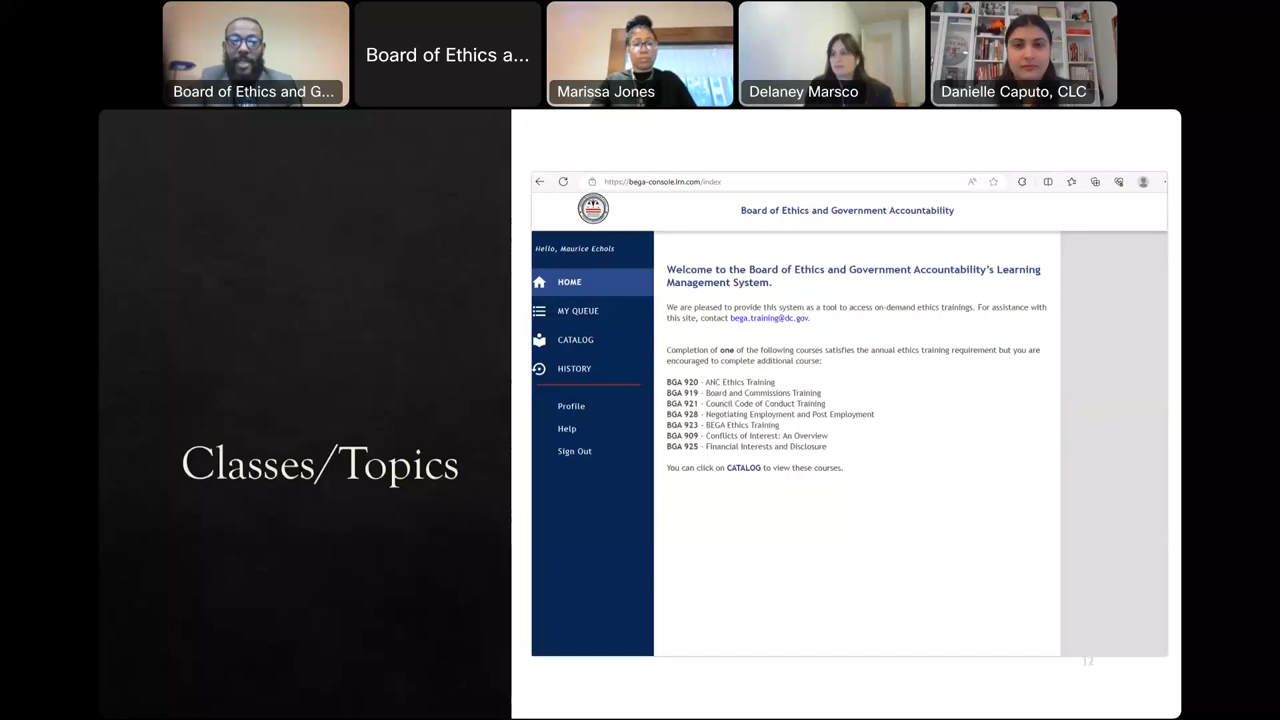 Board of Ethics a...
Board of Ethics and G...
Marissa Jones
Delaney Marsco
Danielle Caputo, CLC
Classes/Topics
https://bega-console.lrn.com/index
Board of Ethics and Government Accountability
Hello, Maurice Echols
HOME
MY QUEUE
CATALOG
HISTORY
Profile
Help
Sign Out
Welcome to the Board of Ethics and Government Accountability's Learning
Management System.
We are pleased to provide this system as a tool to access on-demand ethics trainings. For assistance with
this site, contact bega.training@dc.gov.
Completion of one of the following courses satisfies the annual ethics training requirement but you are
encouraged to complete additional course:
BGA 920 - ANC Ethics Training
BGA 919 - Board and Commissions Training
BGA 921 - Council Code of Conduct Training
BGA 928 - Negotiating Employment and Post Employment
BGA 923 - BEGA Ethics Training
BGA 909 - Conflicts of Interest: An Overview
BGA 925 - Financial Interests and Disclosure
You can click on CATALOG to view these courses.
12